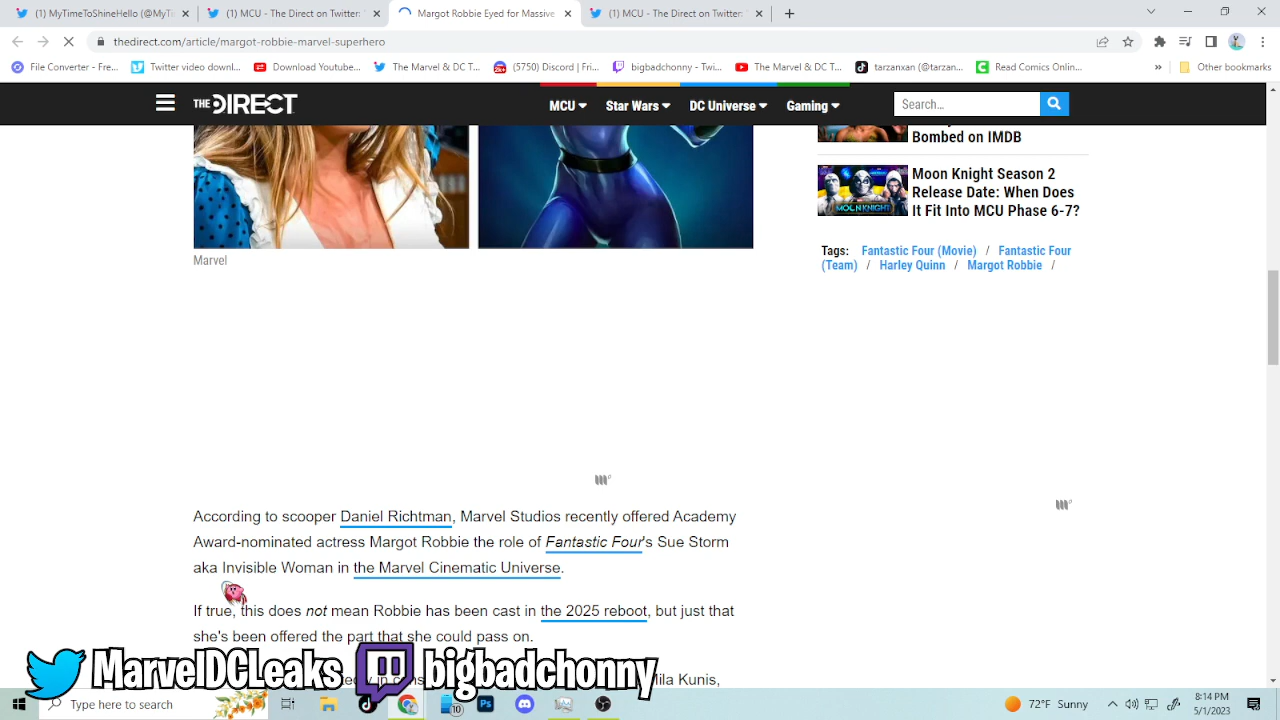 (1) MyTimeToShineHello (@MyT
(1) MCU - The Direct on Twitter:
Margot Robbie Eyed for Massive
(1) MCU - The Direct on Twitter:
thedirect.com/article/margot-robbie-marvel-superhero
File Converter - Fre...
Twitter video downl...
Download Youtube...
The Marvel & DC T...
(5750) Discord | Fri...
bigbadchonny - Twi...
The Marvel & DC T...
tarzanxan (@tarzan...
Read Comics Onlin...
» Other bookmarks
THE DIRECT
MCU
Star Wars
DC Universe
Gaming
Search...
Bombed on IMDB
Moon Knight Season 2
Release Date: When Does
It Fit Into MCU Phase 6-7?
MOON KNIGHT
Tags: Fantastic Four (Movie) / Fantastic Four
(Team) / Harley Quinn / Margot Robbie /
Marvel
According to scooper Daniel Richtman, Marvel Studios recently offered Academy
Award-nominated actress Margot Robbie the role of Fantastic Four's Sue Storm
aka Invisible Woman in the Marvel Cinematic Universe.
If true, this does not mean Robbie has been cast in the 2025 reboot, but just that
she's been offered the part that she could pass on.
Mila Kunis,
MarvelDCLeaks bigbadchonny
Type here to search
10
Ps
72°F Sunny
8:14 PM
5/1/2023